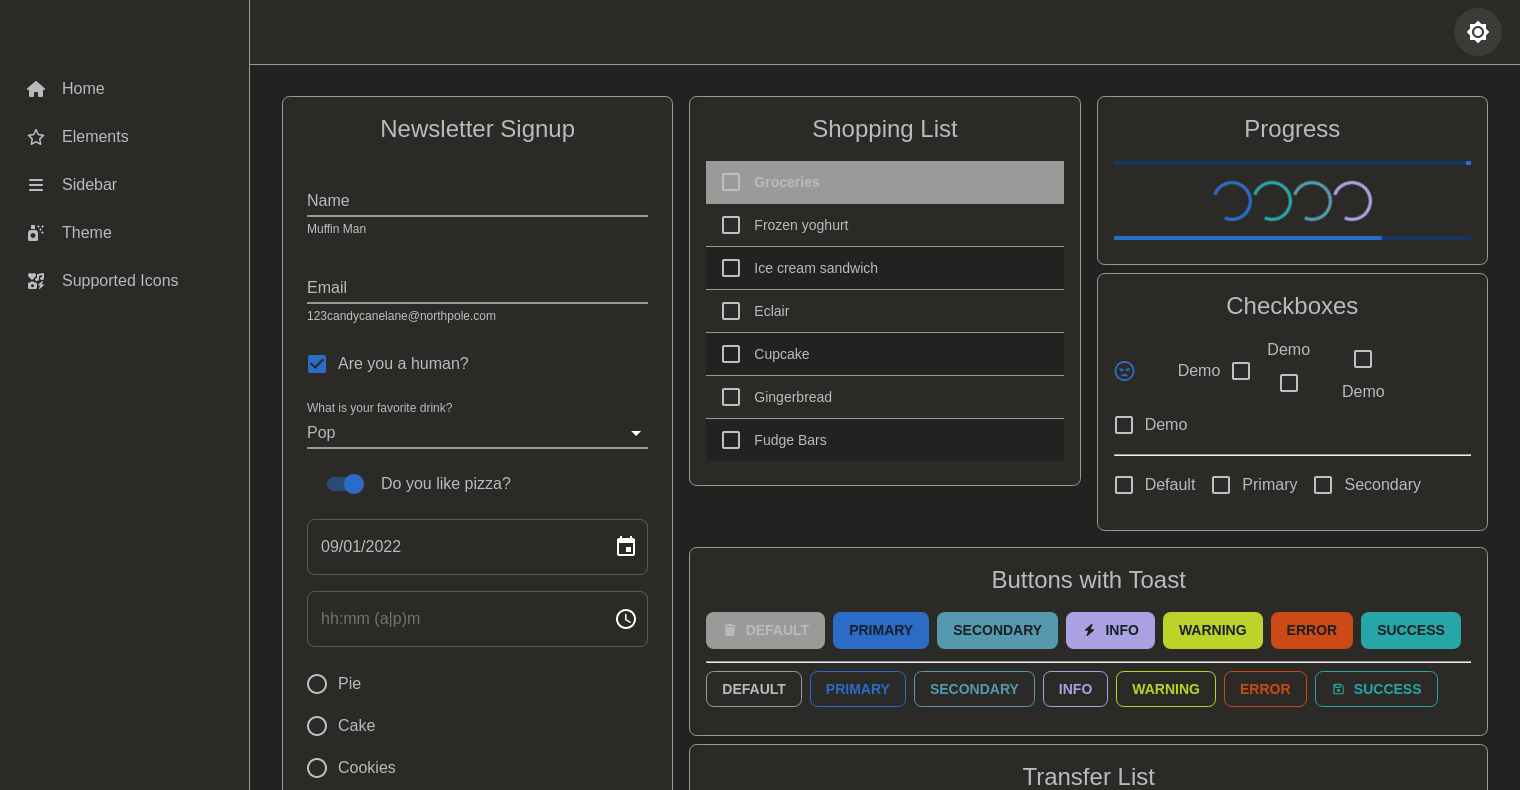 Home
Elements
Sidebar
Theme
Supported Icons
Newsletter Signup
Name
Muffin Man
Email
123candycanelane@northpole.com
Are you a human?
What is your favorite drink?
Pop
Do you like pizza?
09/01/2022
hh:mm (a|p)m
Pie
Cake
Cookies
Shopping List
Groceries
Frozen yoghurt
Ice cream sandwich
Eclair
Cupcake
Gingerbread
Fudge Bars
Progress
Checkboxes
Demo
Demo
Demo
Demo
Default Primary Secondary
Buttons with Toast
DEFAULT PRIMARY SECONDARY INFO WARNING ERROR SUCCESS
DEFAULT PRIMARY SECONDARY INFO WARNING ERROR SUCCESS
Transfer List